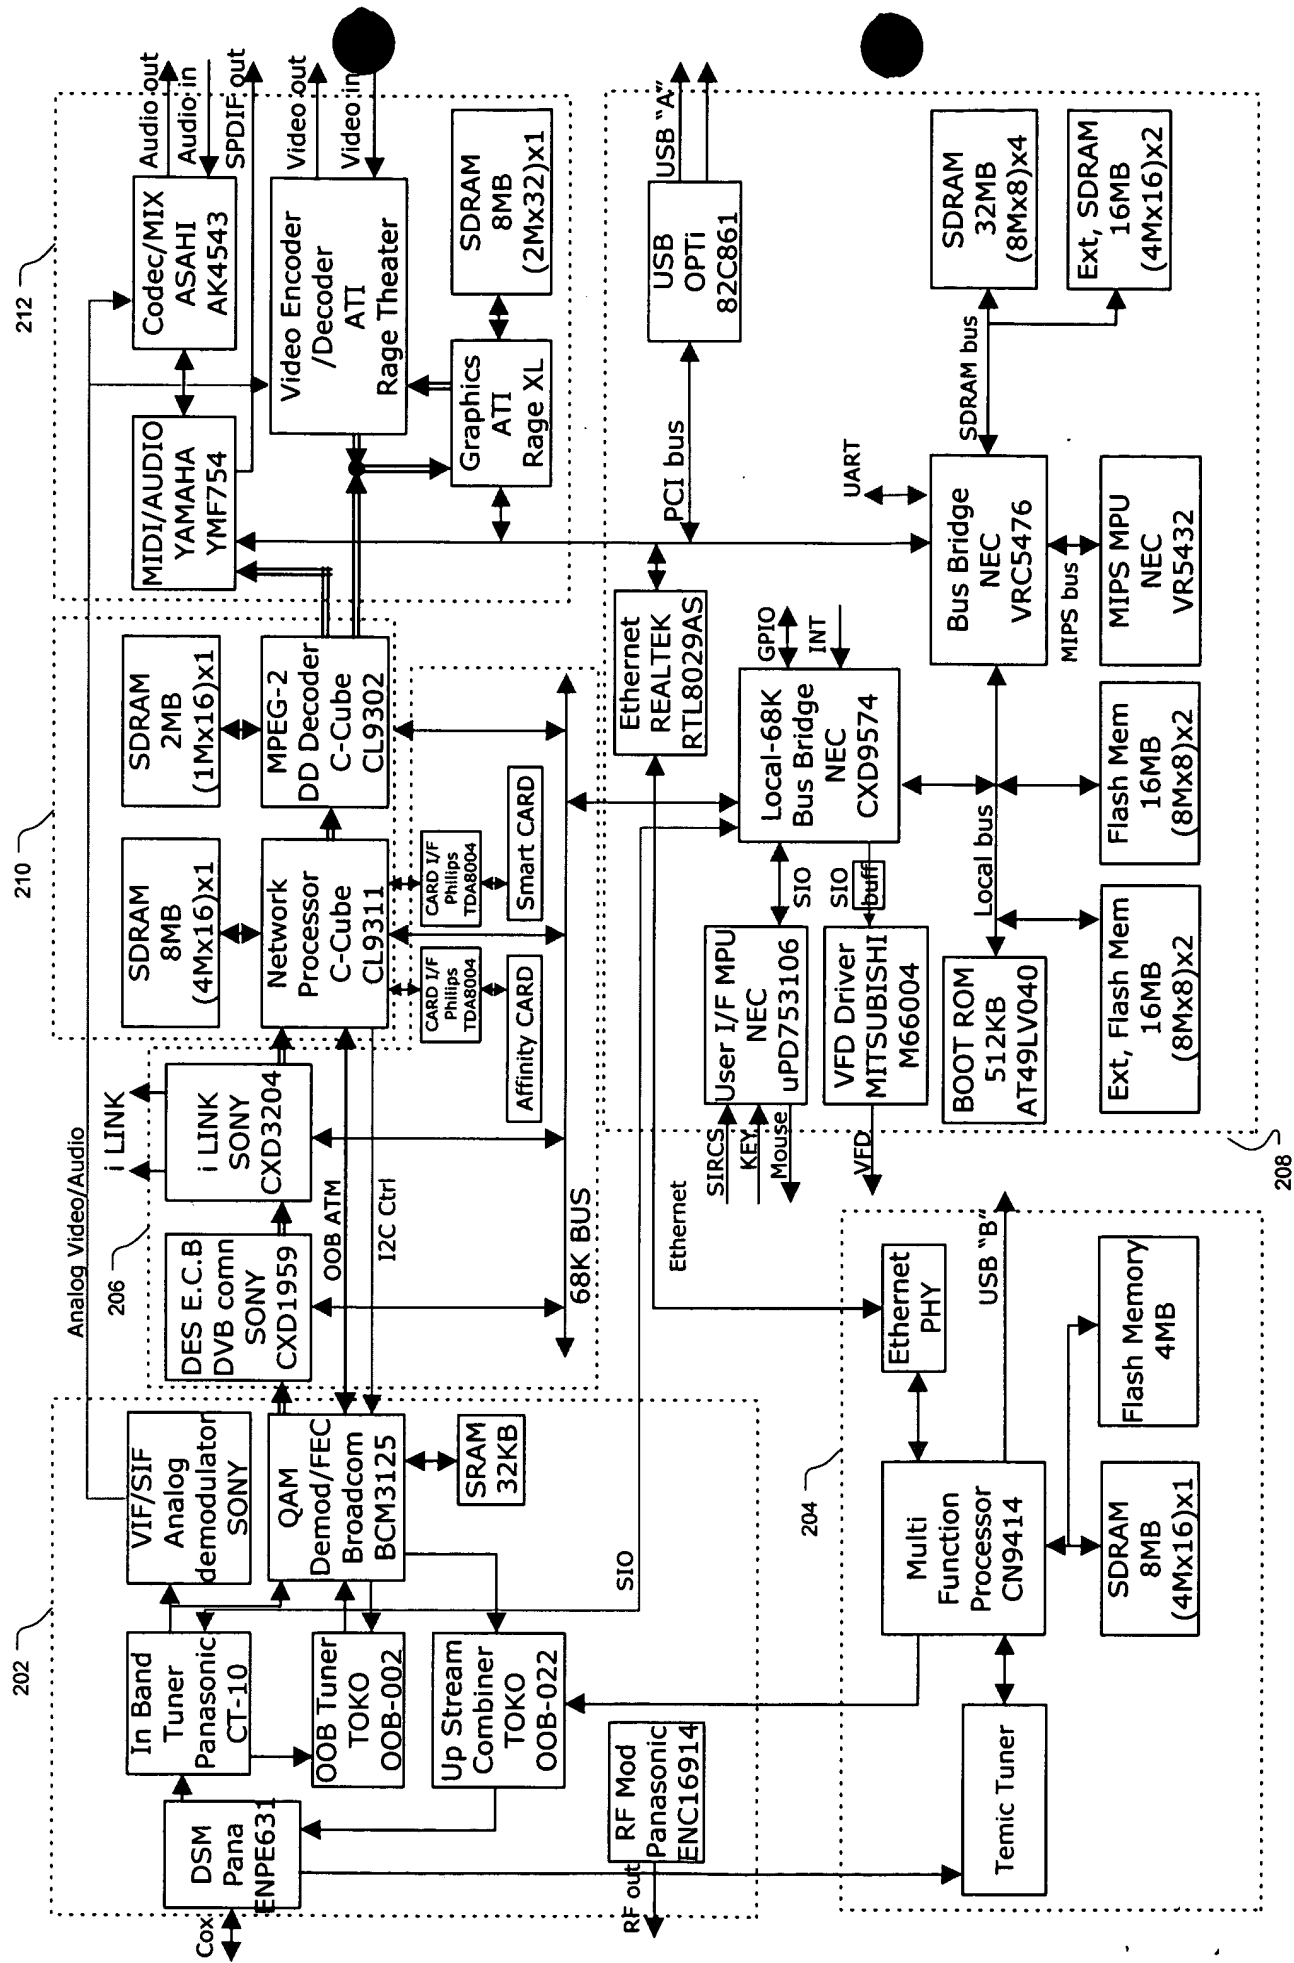 202
Cox
DSM
Pana
ENPE631
In Band
Tuner
Panasonic
CT-10
OOB Tuner
TOKO
OOB-002
Up Stream
Combiner
TOKO
OOB-022
RF Mod
Panasonic
ENC16914
RF out
VIF/SIF
Analog
demodulator
SONY
QAM
Demod/FEC
Broadcom
BCM3125
SRAM
32KB
SIO
Analog Video/Audio
206
DES E.C.B
DVB comn
SONY
CXD1959
i LINK
i LINK
SONY
CXD3204
OOB ATM
I2C Ctrl
68K BUS
210
SDRAM
8MB
(4Mx16)x1
SDRAM
2MB
(1Mx16)x1
Network
Processor
C-Cube
CL9311
MPEG-2
DD Decoder
C-Cube
CL9302
CARD I/F
Philips
TDA8004
CARD I/F
Philips
TDA8004
Affinity CARD
Smart CARD
212
MIDI/AUDIO
YAMAHA
YMF754
Codec/MIX
ASAHI
AK4543
Audio out
Audio in
SPDIF out
Video out
Video in
Video Encoder
/Decoder
ATI
Rage Theater
Graphics
ATI
Rage XL
SDRAM
8MB
(2Mx32)x1
204
Temic Tuner
Multi
Function
Processor
CN9414
Ethernet
PHY
USB "B"
SDRAM
8MB
(4Mx16)x1
Flash Memory
4MB
Ethernet
208
SIRCS
KEY
Mouse
VFD
User I/F MPU
NEC
uPD753106
VFD Driver
MITSUBISHI
M66004
SIO
SIO
buff
Ethernet
REALTEK
RTL8029AS
Local-68K
Bus Bridge
NEC
CXD9574
GPIO
INT
PCI bus
USB
OPTi
82C861
USB "A"
UART
Bus Bridge
NEC
VRC5476
SDRAM bus
SDRAM
32MB
(8Mx8)x4
Ext, SDRAM
16MB
(4Mx16)x2
MIPS bus
MIPS MPU
NEC
VR5432
Local bus
BOOT ROM
512KB
AT49LV040
Ext, Flash Mem
16MB
(8Mx8)x2
Flash Mem
16MB
(8Mx8)x2